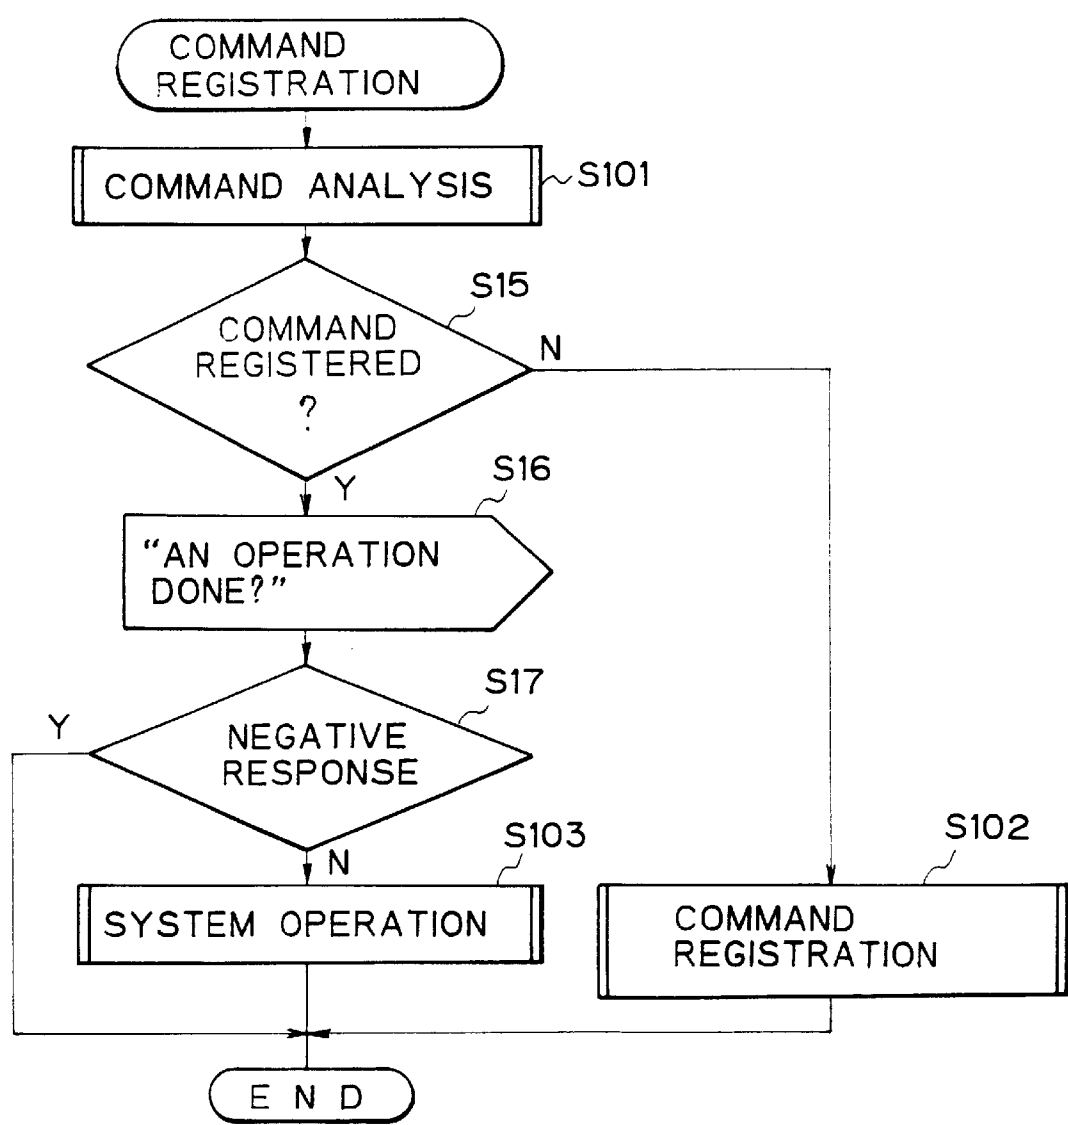 COMMAND
REGISTRATION
COMMAND ANALYSIS
S101
S15
COMMAND
REGISTERED
?
N
Y
S16
“AN OPERATION
DONE?”
S17
Y
NEGATIVE
RESPONSE
N
S103
S102
SYSTEM OPERATION
COMMAND
REGISTRATION
END